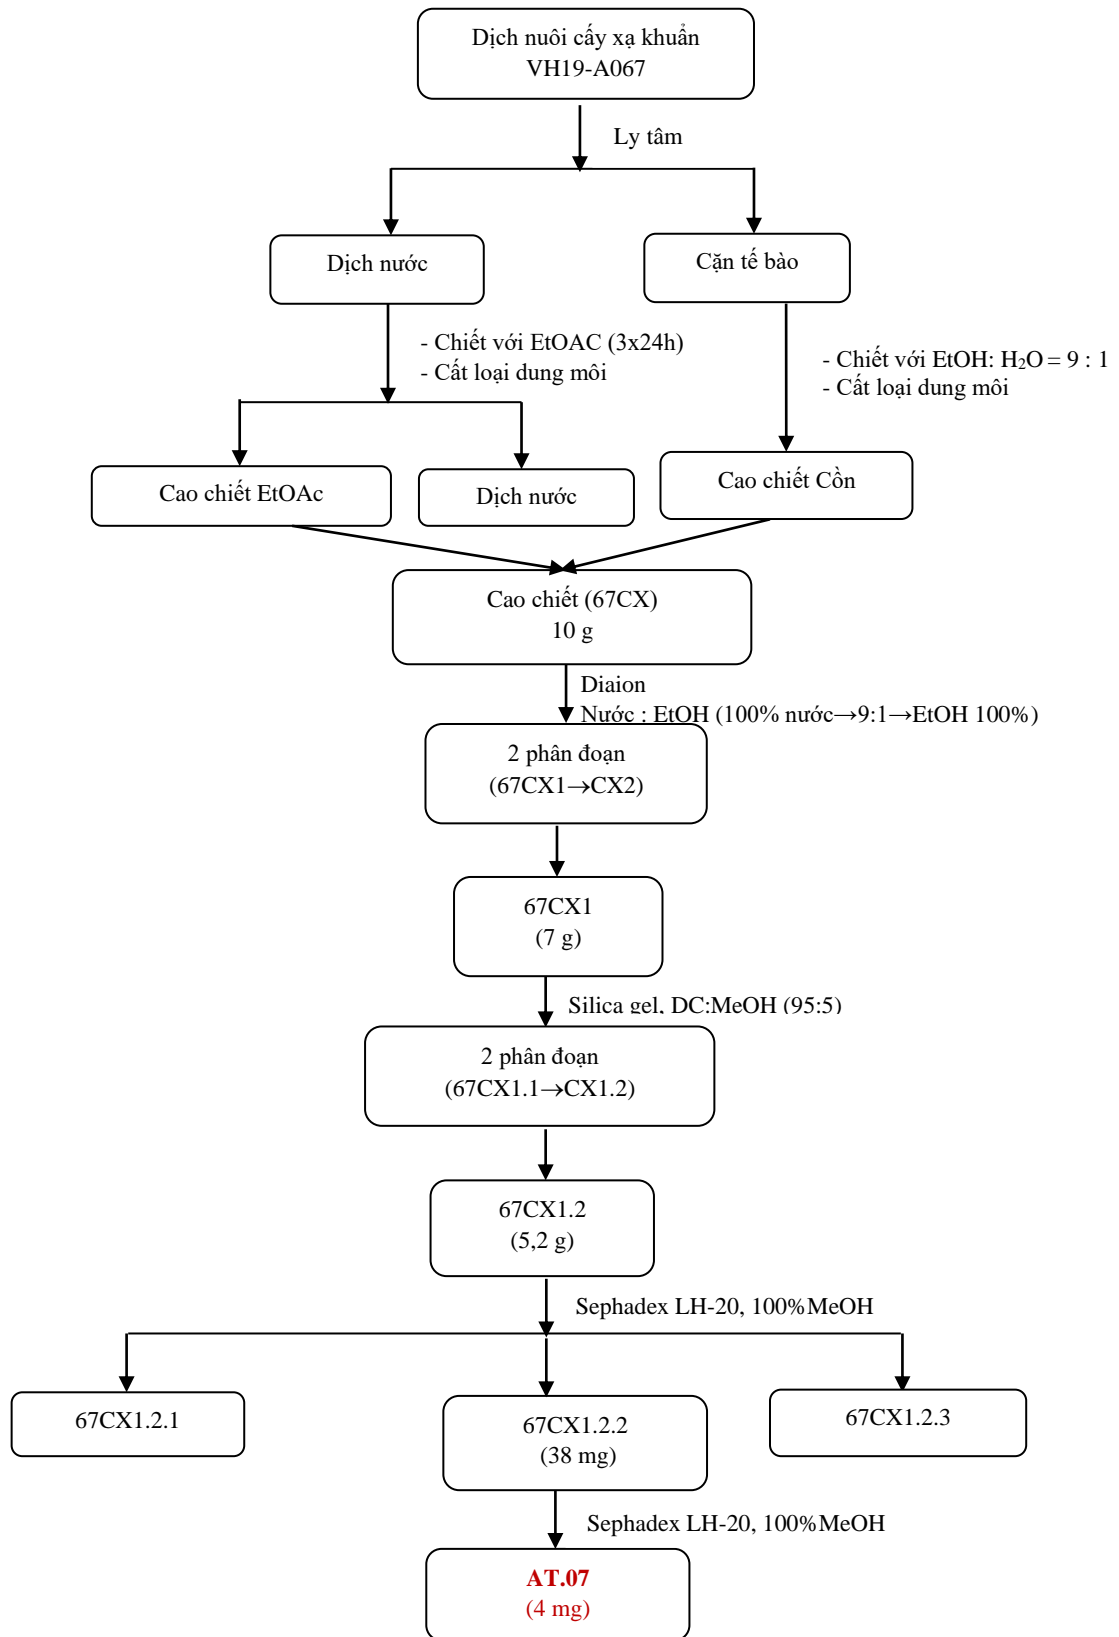 Dịch nuôi cấy xạ khuẩn
VH19-A067
Ly tâm
Dịch nước
Cặn tế bào
- Chiết với EtOAC (3x24h)
- Cất loại dung môi
- Chiết với EtOH: H₂O = 9 : 1
- Cất loại dung môi
Cao chiết EtOAc
Dịch nước
Cao chiết Cồn
Cao chiết (67CX)
10 g
Diaion
Nước : EtOH (100% nước→9:1→EtOH 100%)
2 phân đoạn
(67CX1→CX2)
67CX1
(7 g)
Silica gel, DC:MeOH (95:5)
2 phân đoạn
(67CX1.1→CX1.2)
67CX1.2
(5,2 g)
Sephadex LH-20, 100%MeOH
67CX1.2.1
67CX1.2.2
(38 mg)
67CX1.2.3
Sephadex LH-20, 100%MeOH
AT.07
(4 mg)